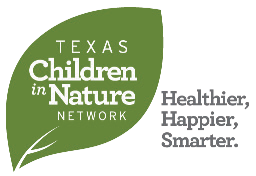 TEXAS
Children
in Nature
NETWORK
Healthier,
Happier,
Smarter.